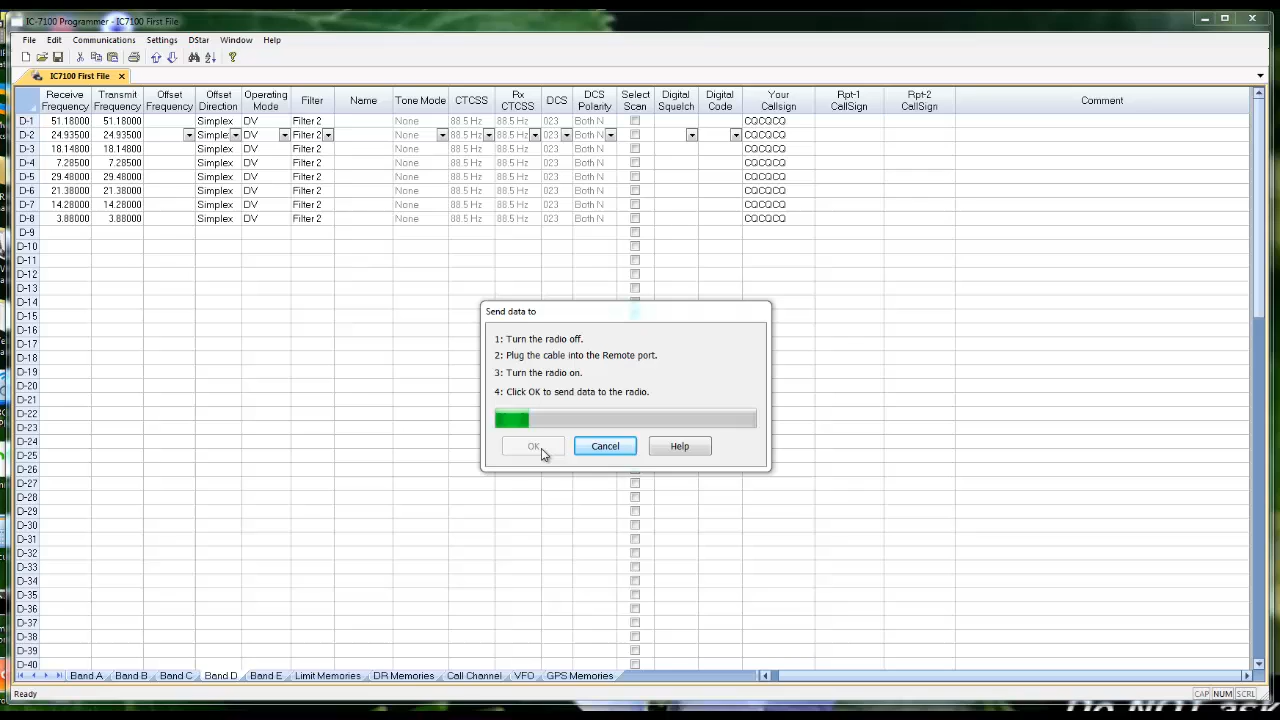 IC-7100 Programmer - IC7100 First File
File Edit Communications Settings DStar Window Help
IC7100 First File
Receive Frequency Transmit Frequency Offset Frequency Offset Direction Operating Mode Filter Name Tone Mode CTCSS Rx CTCSS DCS DCS Polarity Select Scan Digital Squelch Digital Code Your Callsign Rpt-1 CallSign Rpt-2 CallSign Comment
D-1 51.18000 51.18000 Simplex DV Filter 2 None 88.5 Hz 88.5 Hz 023 Both N CQCQCQ
D-2 24.93500 24.93500 Simple DV Filter 2 None 88.5 Hz 88.5 Hz 023 Both N CQCQCQ
D-3 18.14800 18.14800 Simplex DV Filter 2 None 88.5 Hz 88.5 Hz 023 Both N CQCQCQ
D-4 7.28500 7.28500 Simplex DV Filter 2 None 88.5 Hz 88.5 Hz 023 Both N CQCQCQ
D-5 29.48000 29.48000 Simplex DV Filter 2 None 88.5 Hz 88.5 Hz 023 Both N CQCQCQ
D-6 21.38000 21.38000 Simplex DV Filter 2 None 88.5 Hz 88.5 Hz 023 Both N CQCQCQ
D-7 14.28000 14.28000 Simplex DV Filter 2 None 88.5 Hz 88.5 Hz 023 Both N CQCQCQ
D-8 3.88000 3.88000 Simplex DV Filter 2 None 88.5 Hz 88.5 Hz 023 Both N CQCQCQ
D-9
D-10
D-11
D-12
D-13
D-14
D-15
D-16
D-17
D-18
D-19
D-20
D-21
D-22
D-23
D-24
D-25
D-26
D-27
D-28
D-29
D-30
D-31
D-32
D-33
D-34
D-35
D-36
D-37
D-38
D-39
D-40
Send data to
1: Turn the radio off.
2: Plug the cable into the Remote port.
3: Turn the radio on.
4: Click OK to send data to the radio.
OK Cancel Help
Band A Band B Band C Band D Band E Limit Memories DR Memories Call Channel VFO GPS Memories
Ready CAP NUM SCRL